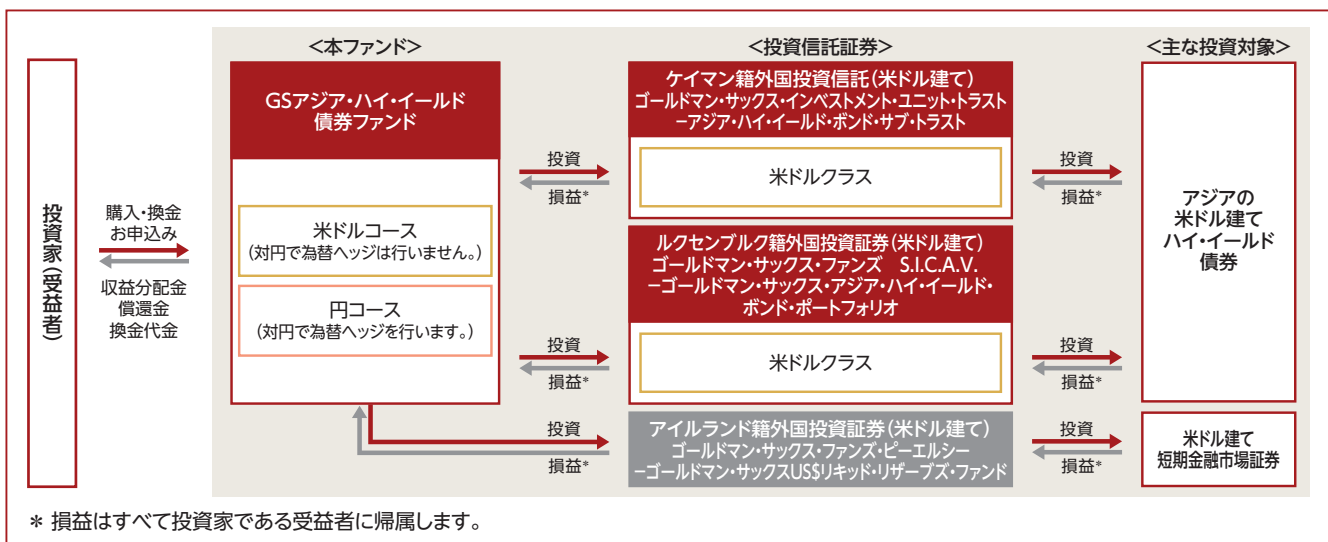 <本ファンド>
<投資信託証券>
<主な投資対象>
投資家(受益者)
購入・換金
お申込み
収益分配金
償還金
換金代金
GSアジア・ハイ・イールド
債券ファンド
米ドルコース
(対円で為替ヘッジは行いません。)
円コース
(対円で為替ヘッジを行います。)
投資
損益*
投資
損益*
投資
損益*
ケイマン籍外国投資信託(米ドル建て)
ゴールドマン・サックス・インベストメント・ユニット・トラスト
-アジア・ハイ・イールド・ボンド・サブ・トラスト
米ドルクラス
ルクセンブルク籍外国投資証券(米ドル建て)
ゴールドマン・サックス・ファンズ S.I.C.A.V.
-ゴールドマン・サックス・アジア・ハイ・イールド・
ボンド・ポートフォリオ
米ドルクラス
アイルランド籍外国投資証券(米ドル建て)
ゴールドマン・サックス・ファンズ・ピーエルシー
-ゴールドマン・サックスUS$リキッド・リザーブズ・ファンド
投資
損益*
投資
損益*
投資
損益*
アジアの
米ドル建て
ハイ・イールド
債券
米ドル建て
短期金融市場証券
* 損益はすべて投資家である受益者に帰属します。